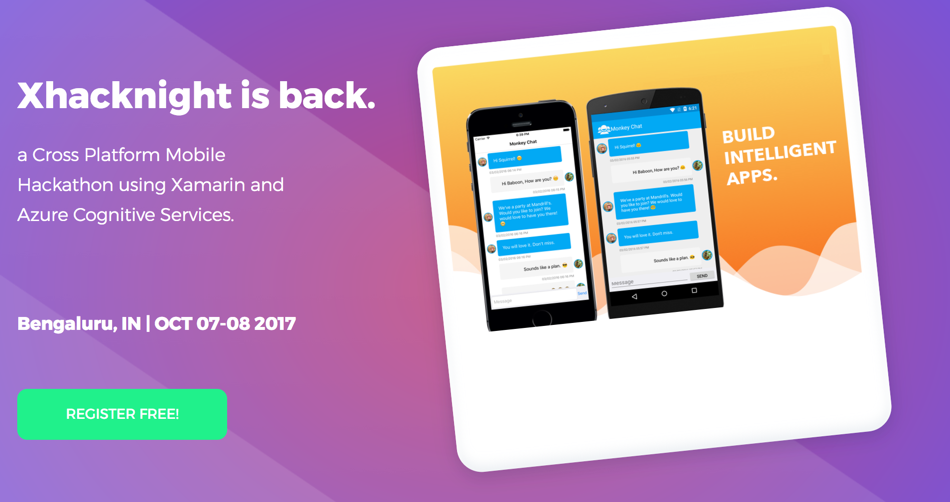 Xhacknight is back.
a Cross Platform Mobile
Hackathon using Xamarin and
Azure Cognitive Services.
Bengaluru, IN | OCT 07-08 2017
REGISTER FREE!
Monkey Chat
Hi Squirrel! 😊
Hi Baboon, How are you? 😄
We've a party at Mandrill's.
Would you like to join? We
would love to have you there!
😊
You will love it. Don't miss.
Sounds like a plan. 😎
Message
Send
Monkey Chat
Hi Squirrel! 😊
Hi Baboon, How are you? 😄
We've a party at Mandrill's. Would
you like to join? We would love to
have you there! 😊
You will love it. Don't miss.
Sounds like a plan. 😎
Message
SEND
BUILD
INTELLIGENT
APPS.